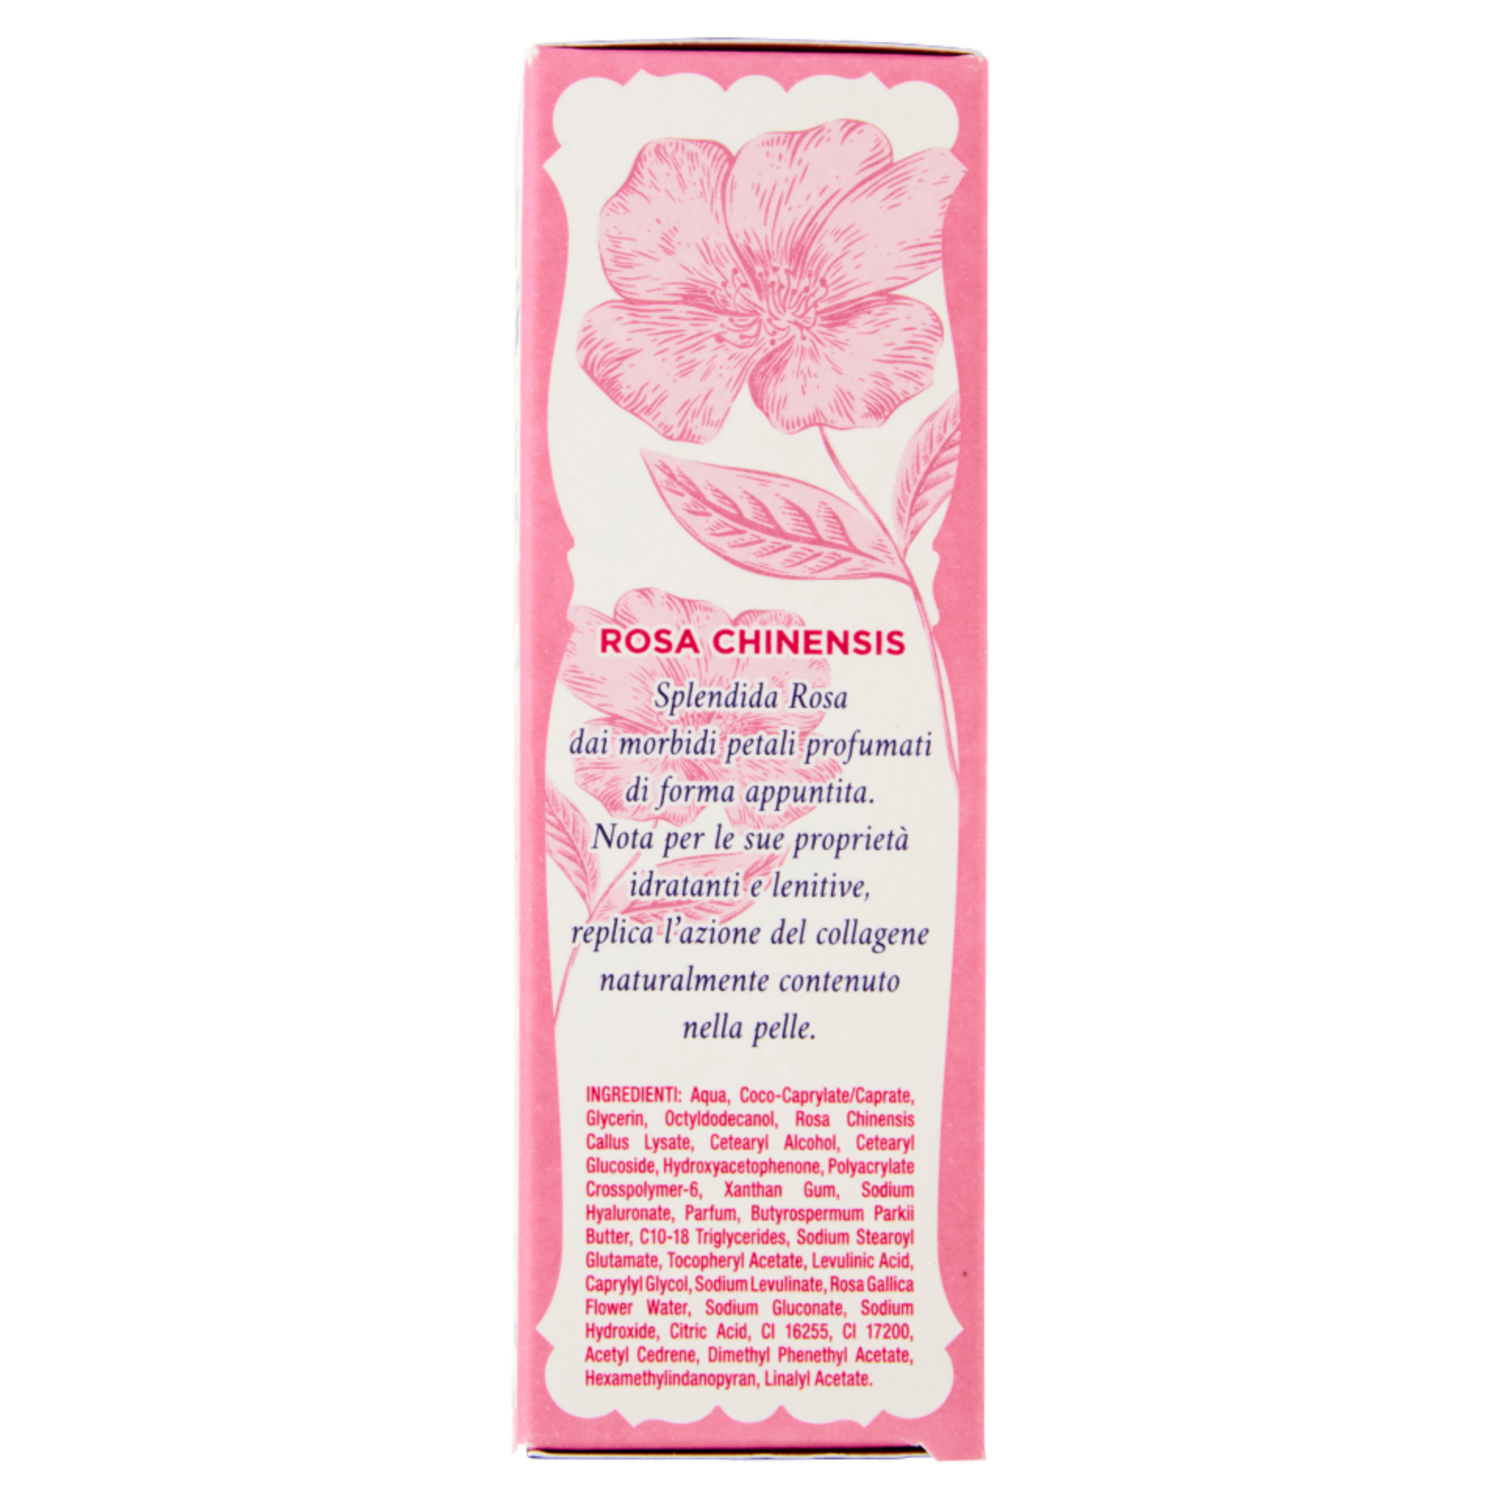 ROSA CHINENSIS
Splendida Rosa
dai morbidi petali profumati
di forma appuntita.
Nota per le sue proprietà
idratanti e lenitive,
replica l'azione del collagene
naturalmente contenuto
nella pelle.
INGREDIENTI: Aqua, Coco-Caprylate/Caprate,
Glycerin, Octyldodecanol, Rosa Chinensis
Callus Lysate, Cetearyl Alcohol, Cetearyl
Glucoside, Hydroxyacetophenone, Polyacrylate
Crosspolymer-6, Xanthan Gum, Sodium
Hyaluronate, Parfum, Butyrospermum Parkii
Butter, C10-18 Triglycerides, Sodium Stearoyl
Glutamate, Tocopheryl Acetate, Levulinic Acid,
Caprylyl Glycol, Sodium Levulinate, Rosa Gallica
Flower Water, Sodium Gluconate, Sodium
Hydroxide, Citric Acid, CI 16255, CI 17200,
Acetyl Cedrene, Dimethyl Phenethyl Acetate,
Hexamethylindanopyran, Linalyl Acetate.